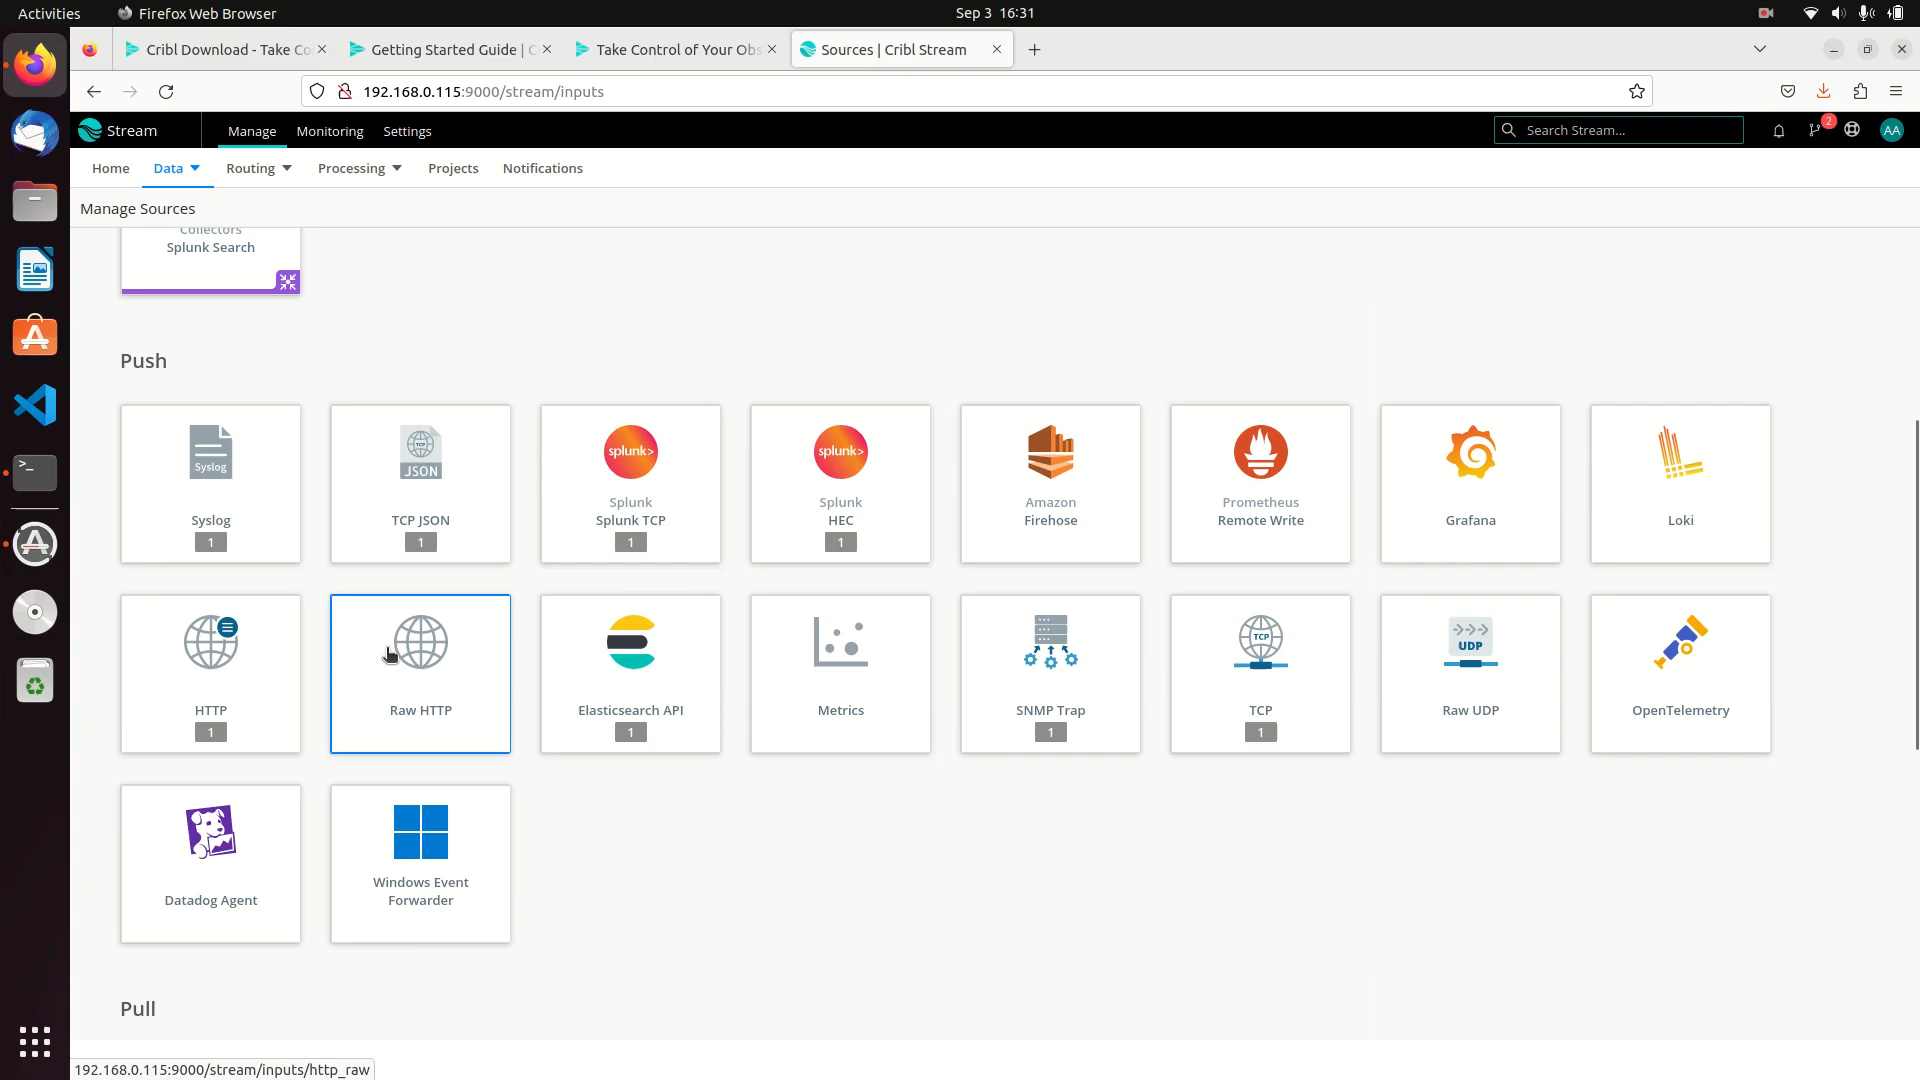 Activities
Firefox Web Browser
Sep 3 16:31
Cribl Download - Take Co
Getting Started Guide | C
Take Control of Your Obs
Sources | Cribl Stream
192.168.0.115:9000/stream/inputs
Stream
Manage
Monitoring
Settings
Search Stream...
2
AA
Home
Data
Routing
Processing
Projects
Notifications
Manage Sources
Collectors
Splunk Search
Push
Syslog
Syslog
1
TCP
JSON
TCP JSON
1
splunk>
Splunk
Splunk TCP
1
splunk>
Splunk
HEC
1
Amazon
Firehose
Prometheus
Remote Write
Grafana
Loki
HTTP
1
Raw HTTP
Elasticsearch API
1
Metrics
SNMP Trap
1
TCP
TCP
1
UDP
Raw UDP
OpenTelemetry
Datadog Agent
Windows Event
Forwarder
Pull
192.168.0.115:9000/stream/inputs/http_raw